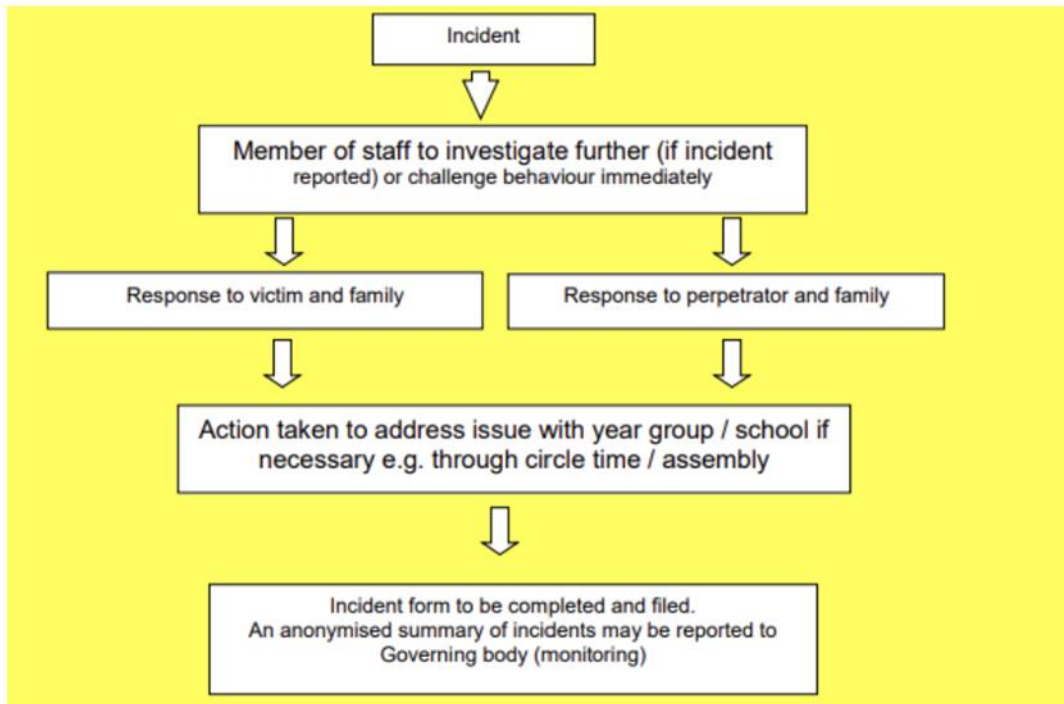 Incident
Member of staff to investigate further (if incident
reported) or challenge behaviour immediately
Response to victim and family
Response to perpetrator and family
Action taken to address issue with year group / school if
necessary e.g. through circle time / assembly
Incident form to be completed and filed.
An anonymised summary of incidents may be reported to
Governing body (monitoring)